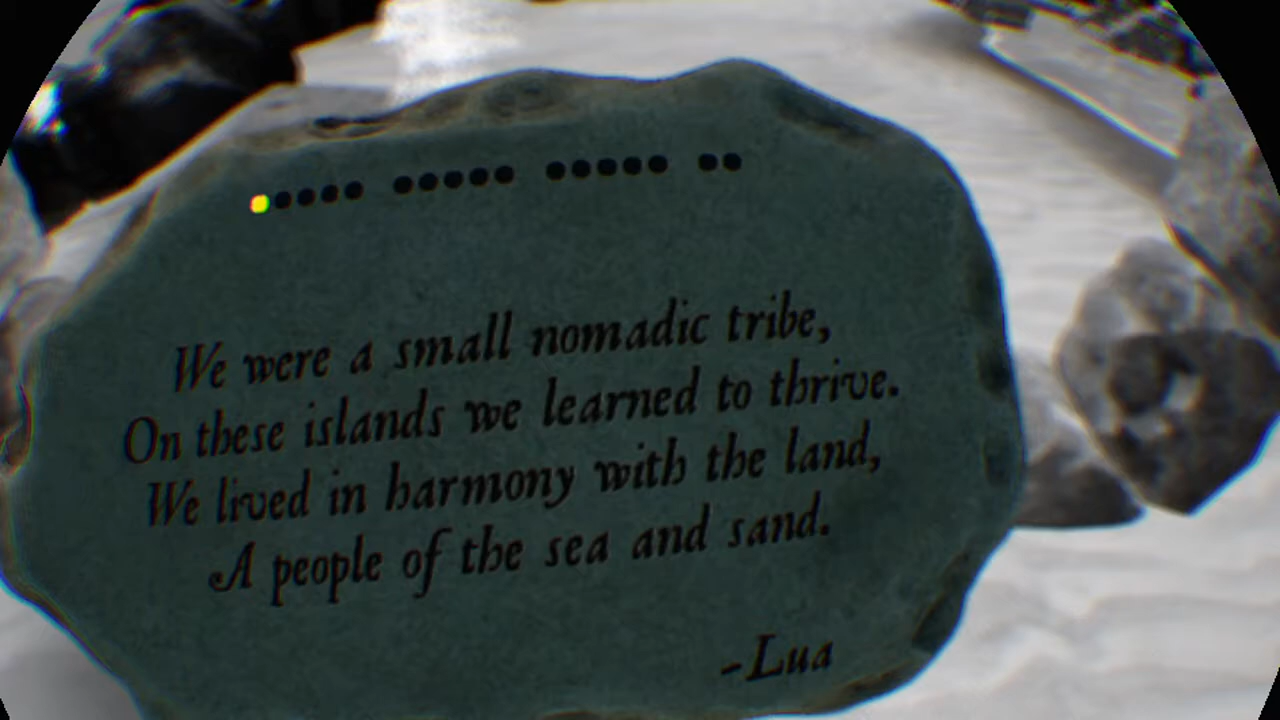 We were a small nomadic tribe,
On these islands we learned to thrive.
We lived in harmony with the land,
A people of the sea and sand.
-Lua